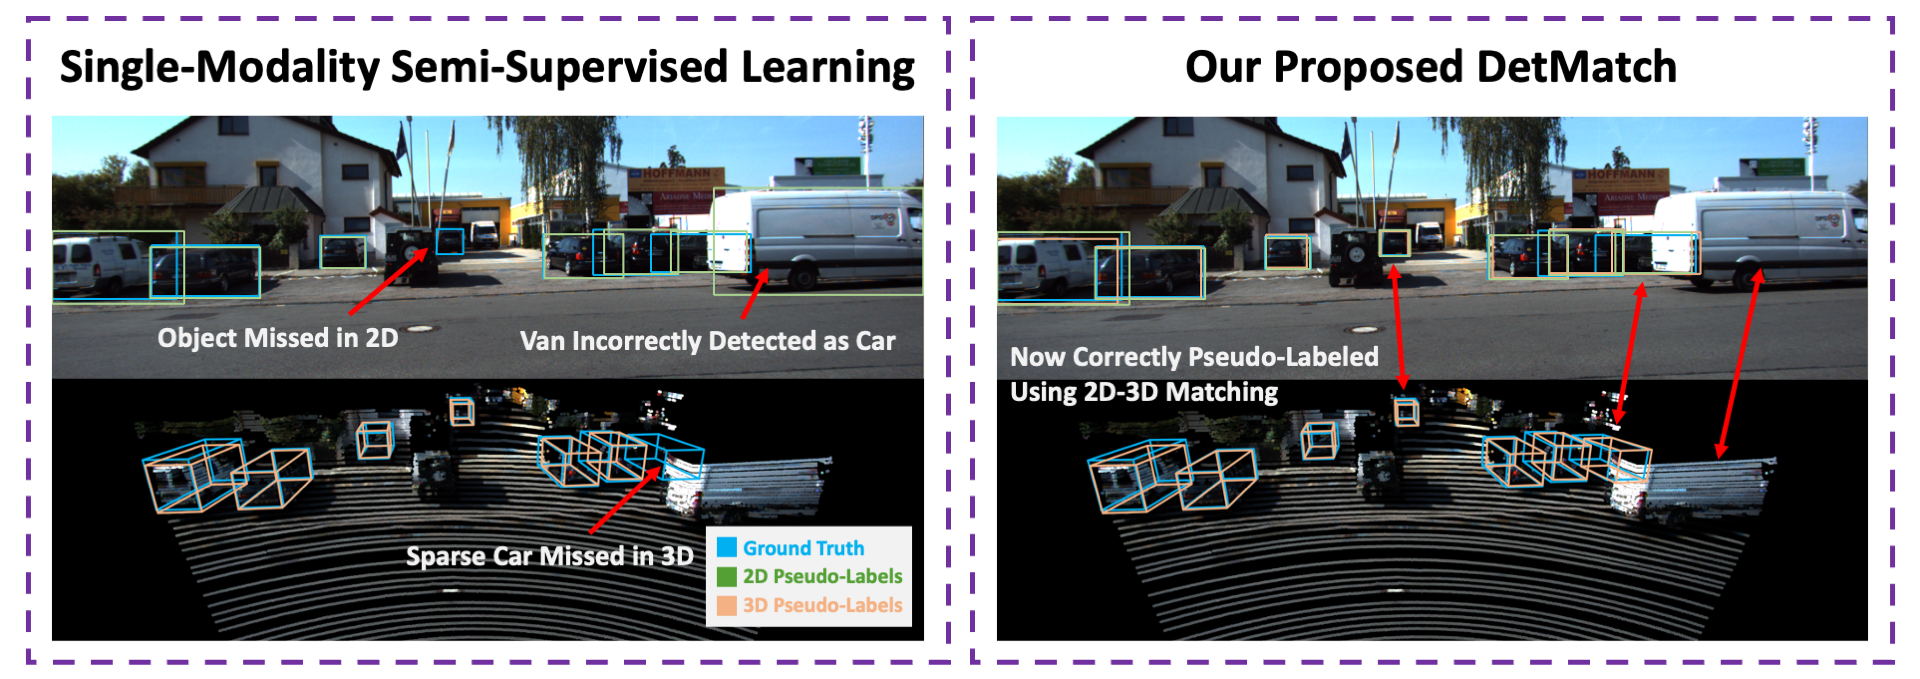 Single-Modality Semi-Supervised Learning
HOFFMANN
Object Missed in 2D
Van Incorrectly Detected as Car
Sparse Car Missed in 3D
Ground Truth
2D Pseudo-Labels
3D Pseudo-Labels
Our Proposed DetMatch
HOFFMANN
Now Correctly Pseudo-Labeled
Using 2D-3D Matching